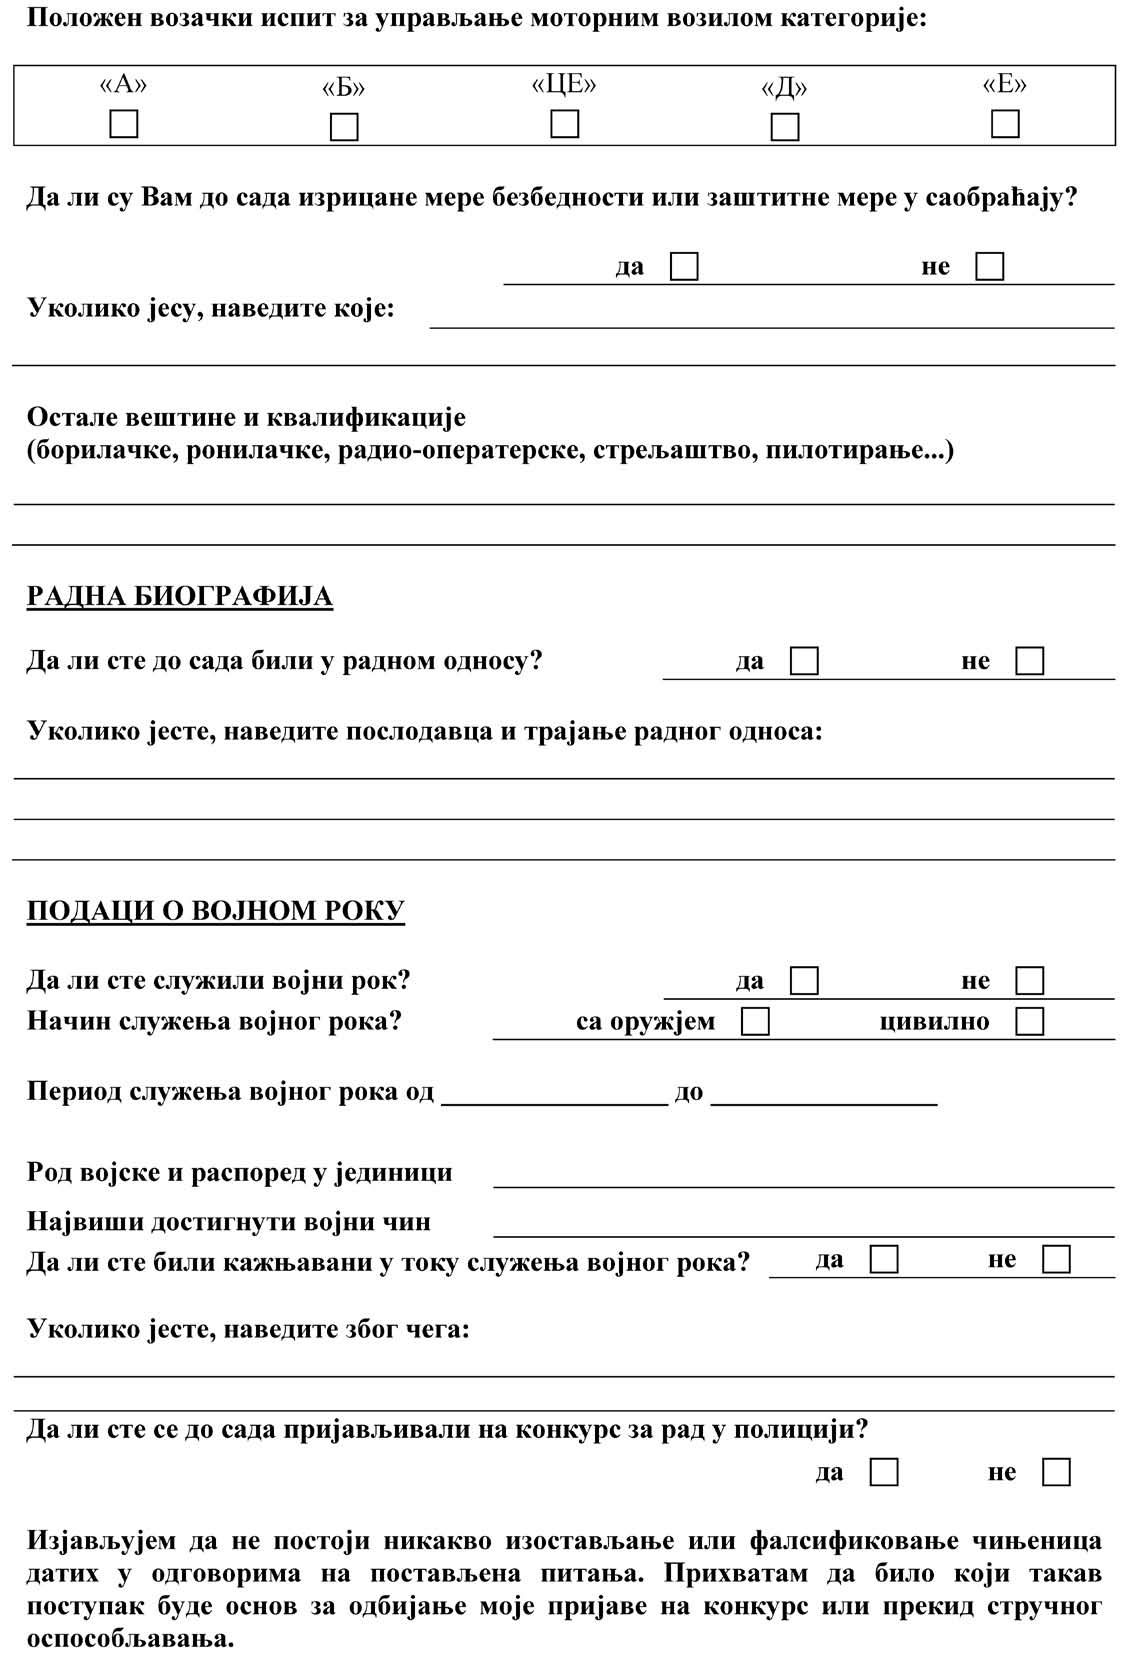 Положен возачки испит за управљање моторним возилом категорије:
«А» «Б» «ЦЕ» «Д» «Е»
Да ли су Вам до сада изрицане мере безбедности или заштитне мере у саобраћају?
да не
Уколико јесу, наведите које:
Остале вештине и квалификације
(борилачке, ронилачке, радио-оператерске, стрељаштво, пилотирање...)
РАДНА БИОГРАФИЈА
Да ли сте до сада били у радном односу? да не
Уколико јесте, наведите послодавца и трајање радног односа:
ПОДАЦИ О ВОЈНОМ РОКУ
Да ли сте служили војни рок? да не
Начин служења војног рока? са оружјем цивилно
Период служења војног рока од ________________ до ________________
Род војске и распоред у јединици
Највиши достигнути војни чин
Да ли сте били кажњавани у току служења војног рока? да не
Уколико јесте, наведите због чега:
Да ли сте се до сада пријављивали на конкурс за рад у полицији?
да не
Изјављујем да не постоји никакво изостављање или фалсификовање чињеница
датих у одговорима на постављена питања. Прихватам да било који такав
поступак буде основ за одбијање моје пријаве на конкурс или прекид стручног
оспособљавања.